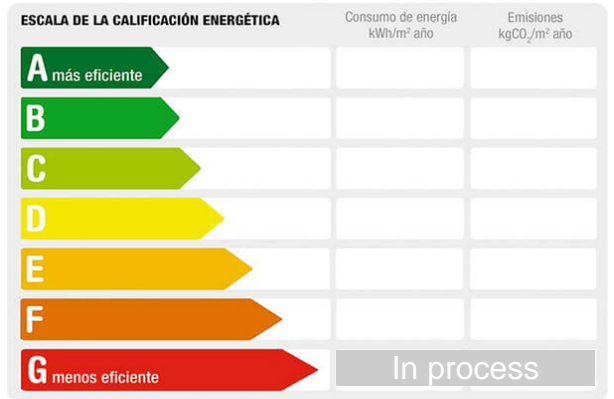 ESCALA DE LA CALIFICACIÓN ENERGÉTICA
Consumo de energía
kWh/m² año
Emisiones
kgCO₂/m² año
A más eficiente
B
C
D
E
F
G menos eficiente
In process